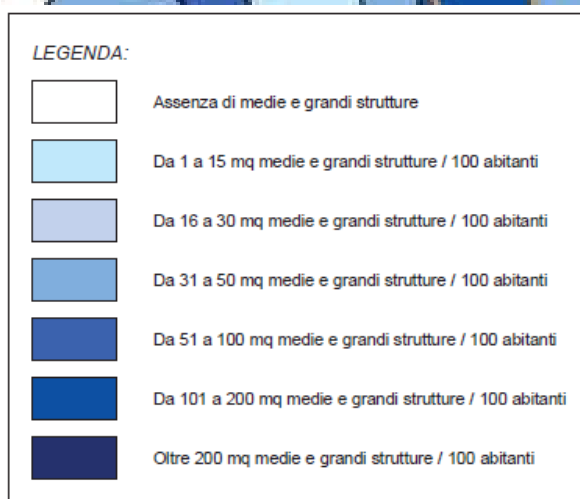 LEGENDA:
Assenza di medie e grandi strutture
Da 1 a 15 mq medie e grandi strutture / 100 abitanti
Da 16 a 30 mq medie e grandi strutture / 100 abitanti
Da 31 a 50 mq medie e grandi strutture / 100 abitanti
Da 51 a 100 mq medie e grandi strutture / 100 abitanti
Da 101 a 200 mq medie e grandi strutture / 100 abitanti
Oltre 200 mq medie e grandi strutture / 100 abitanti